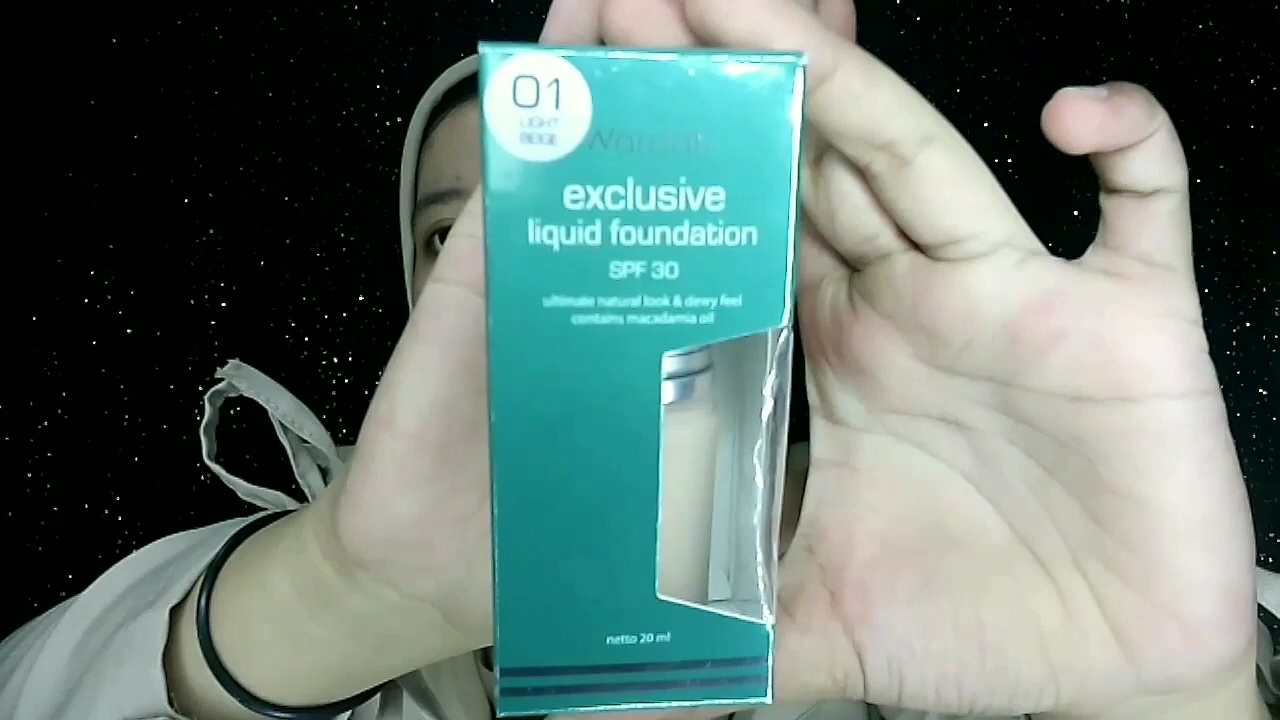 01
LIGHT
BEIGE
Wardah
exclusive
liquid foundation
SPF 30
ultimate natural look & dewy feel
contains macadamia oil
netto 20 ml